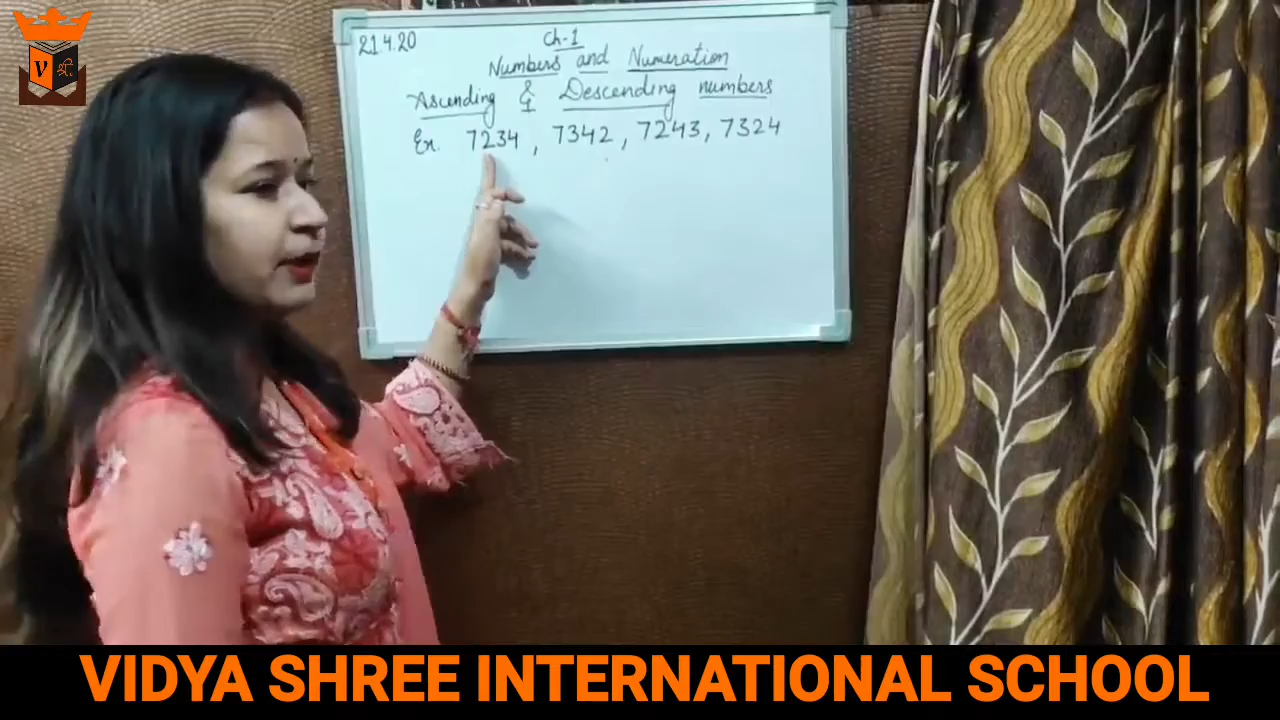 V श्री.
21.4.20
Ch-1
Numbers and Numeration
Ascending & Descending numbers
Ex. 7234, 7342, 7243, 7324
VIDYA SHREE INTERNATIONAL SCHOOL